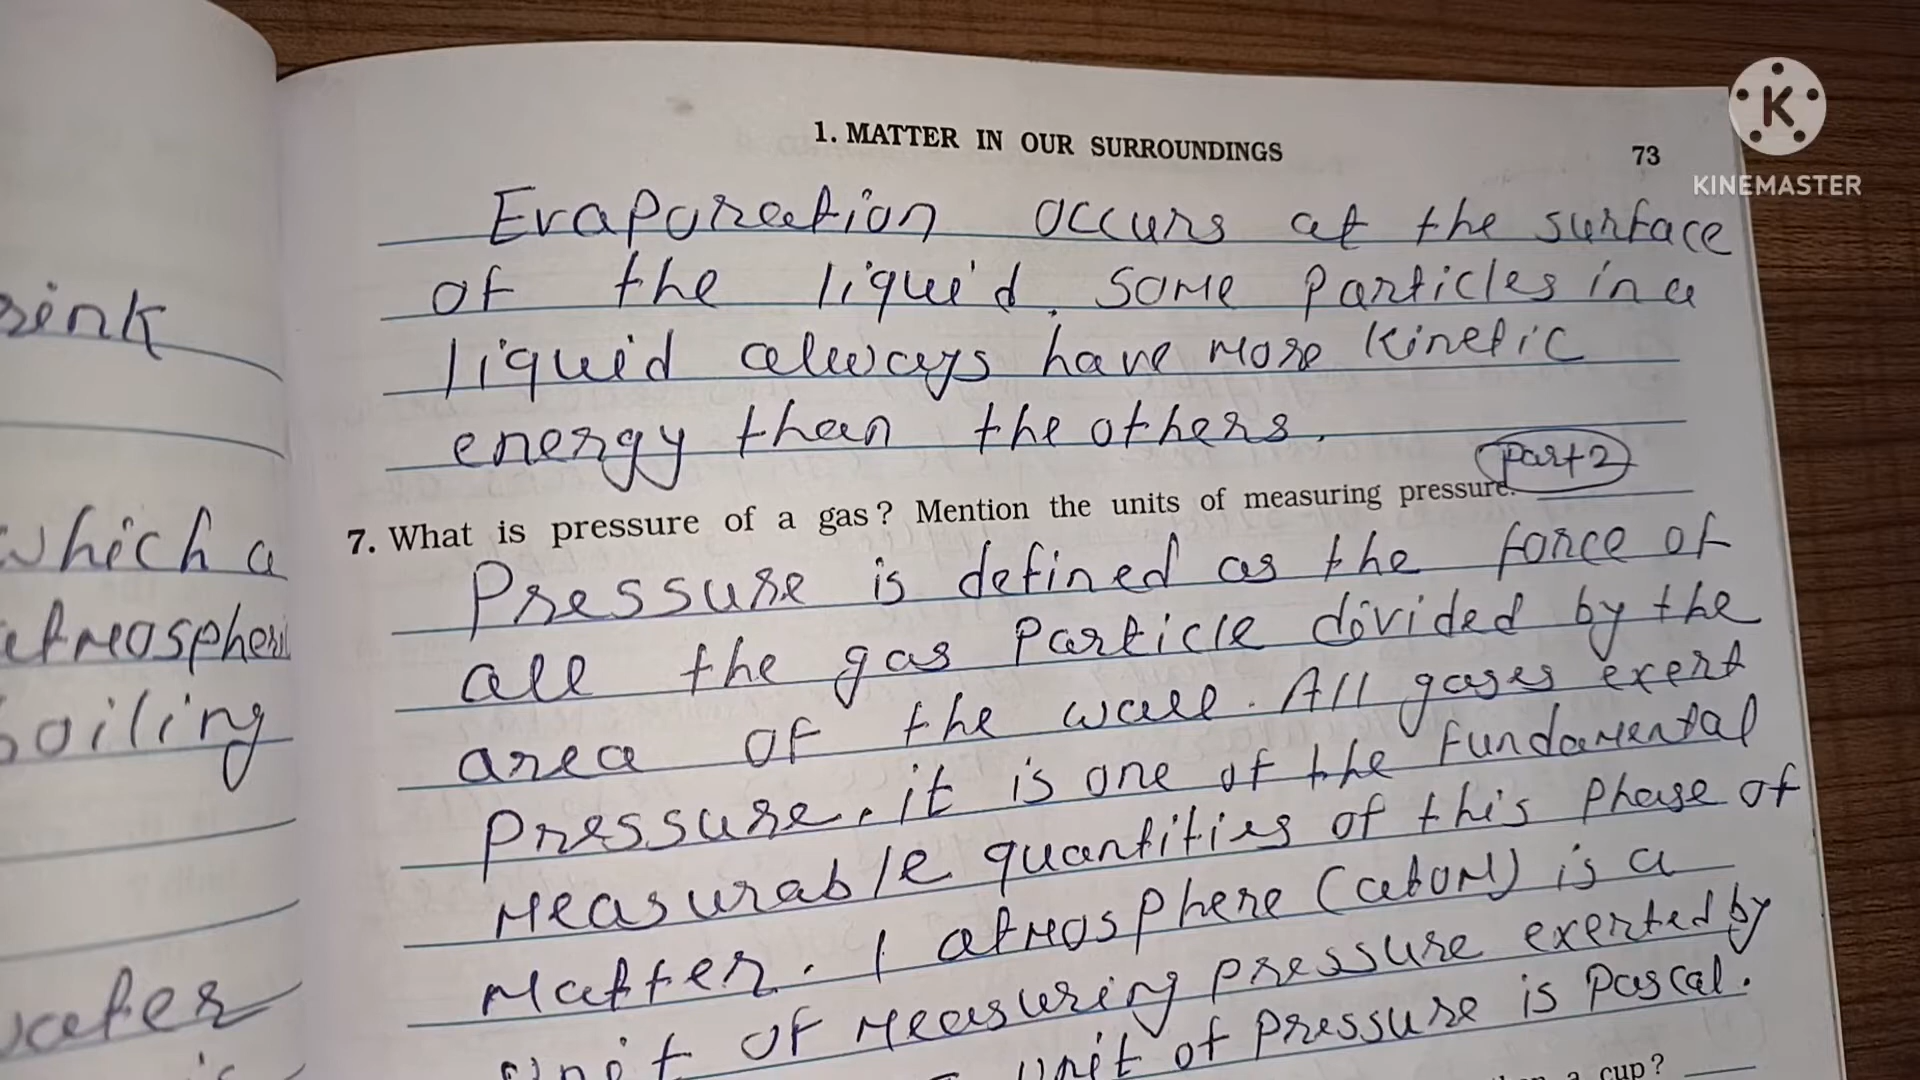 1. MATTER IN OUR SURROUNDINGS
73
KINEMASTER
Evaporation occurs at the surface
of the liquid. Some particles in a
liquid always have more kinetic
energy than the others.
Part 2
7. What is pressure of a gas? Mention the units of measuring pressure.
Pressure is defined as the force of
all the gas particle divided by the
area of the wall. All gases exert
pressure. it is one of the fundamental
measurable quantities of this phase of
matter. 1 atmosphere (atom) is a
unit of measuring pressure exerted by
unit of pressure is pascal.
a cup?
rink
which a
atmospheri
boiling
water